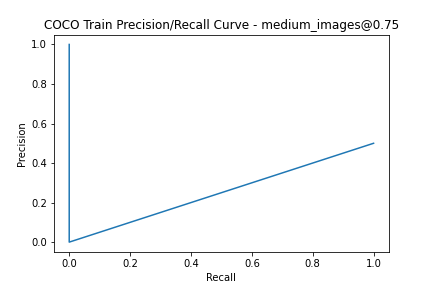 COCO Train Precision/Recall Curve - medium_images@0.75
1.0
0.8
0.6
0.4
0.2
0.0
Precision
0.0 0.2 0.4 0.6 0.8 1.0
Recall